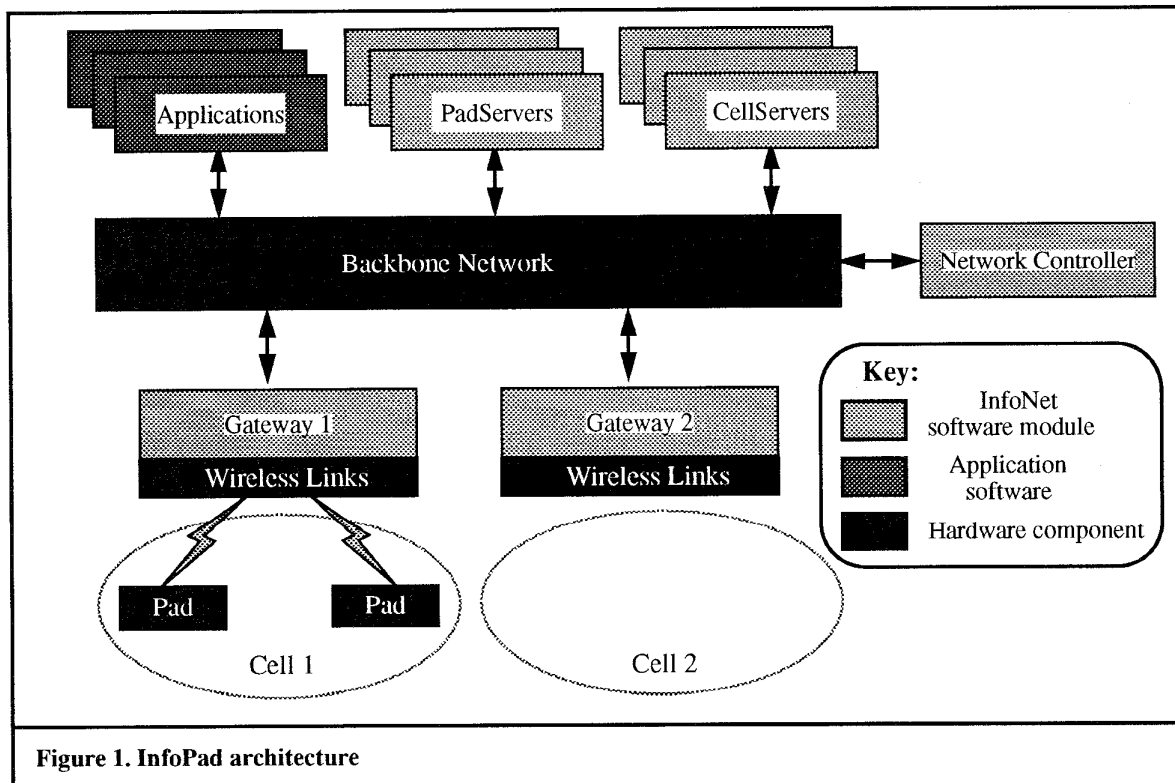 Applications
PadServers
CellServers
Backbone Network
Network Controller
Gateway 1
Wireless Links
Gateway 2
Wireless Links
Key:
InfoNet
software module
Application
software
Hardware component
Pad
Pad
Cell 1
Cell 2
Figure 1. InfoPad architecture